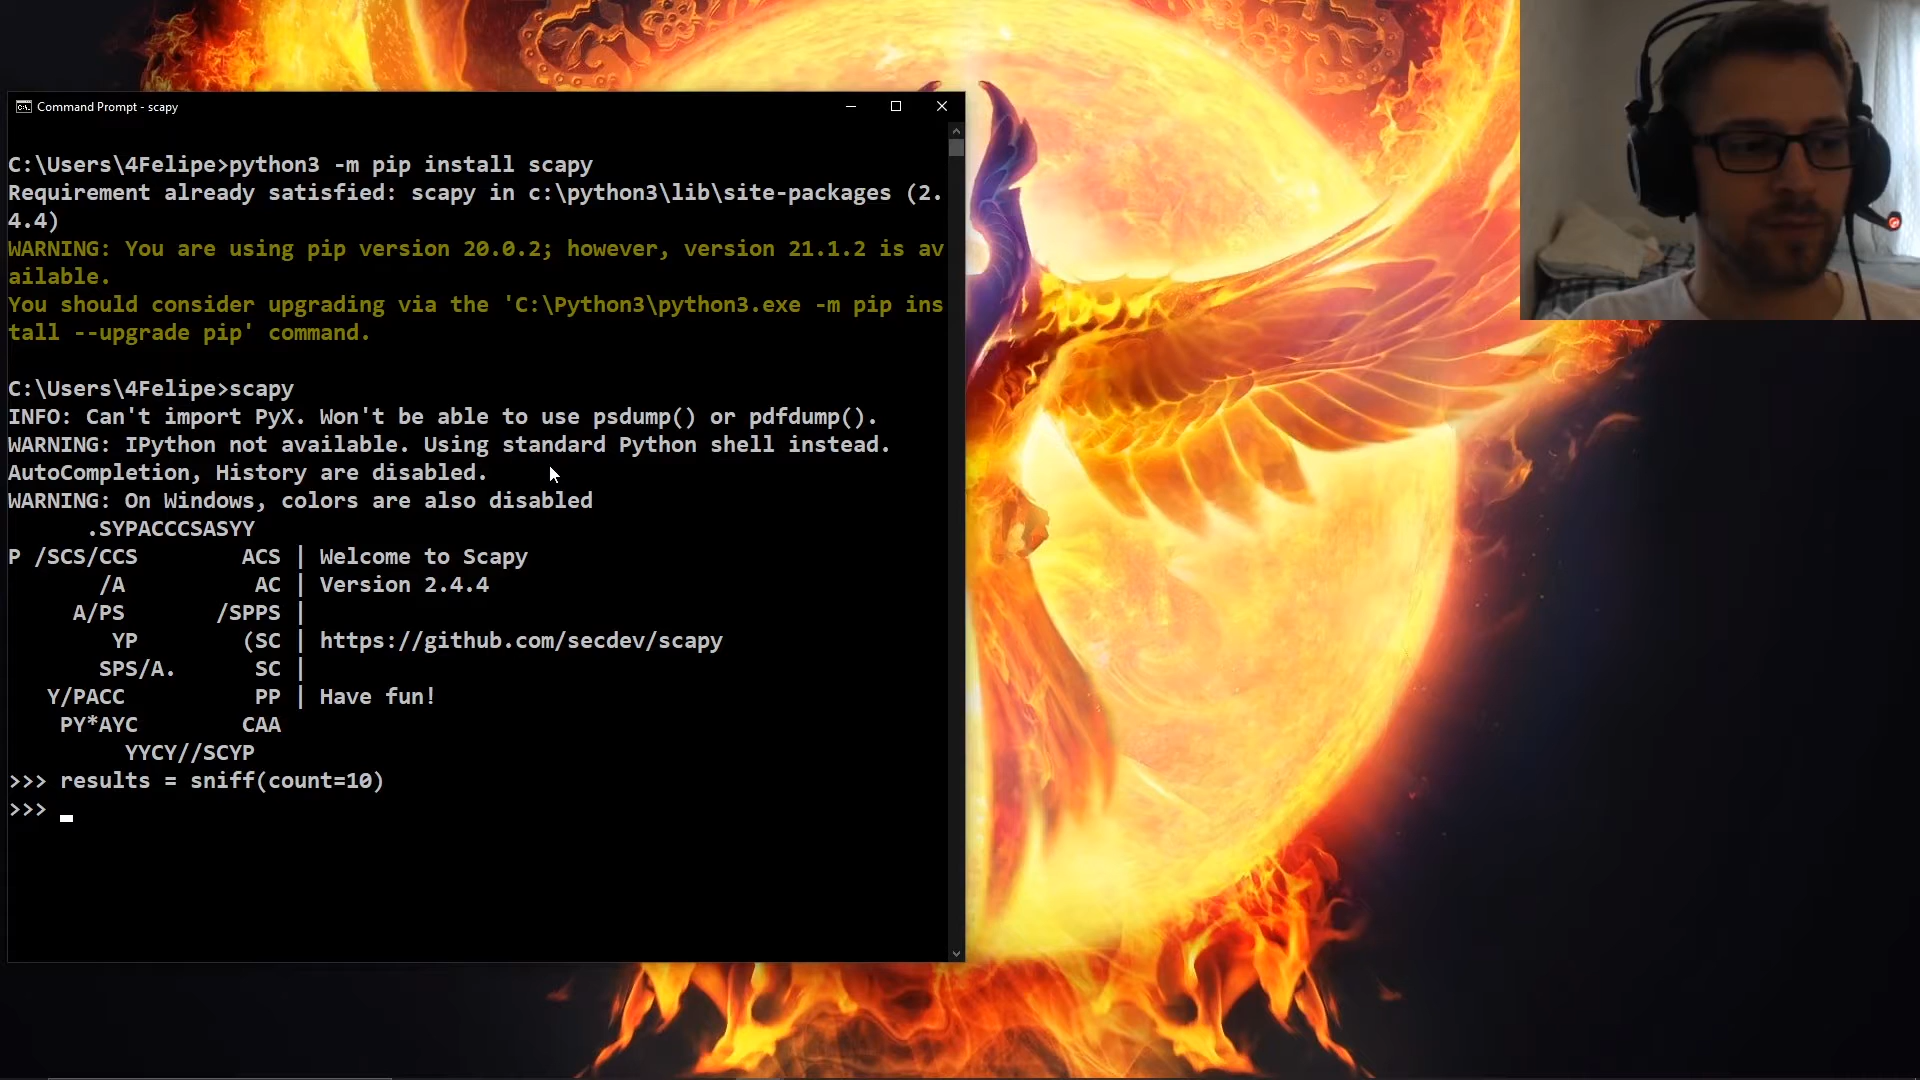 Command Prompt - scapy
C:\Users\4Felipe>python3 -m pip install scapy
Requirement already satisfied: scapy in c:\python3\lib\site-packages (2.
4.4)
WARNING: You are using pip version 20.0.2; however, version 21.1.2 is av
ailable.
You should consider upgrading via the 'C:\Python3\python3.exe -m pip ins
tall --upgrade pip' command.
C:\Users\4Felipe>scapy
INFO: Can't import PyX. Won't be able to use psdump() or pdfdump().
WARNING: IPython not available. Using standard Python shell instead.
AutoCompletion, History are disabled.
WARNING: On Windows, colors are also disabled
.SYPACCCSASYY
P /SCS/CCS        ACS | Welcome to Scapy
/A          AC | Version 2.4.4
A/PS       /SPPS |
YP        (SC | https://github.com/secdev/scapy
SPS/A.      SC |
Y/PACC          PP | Have fun!
PY*AYC        CAA
YYCY//SCYP
>>> results = sniff(count=10)
>>>